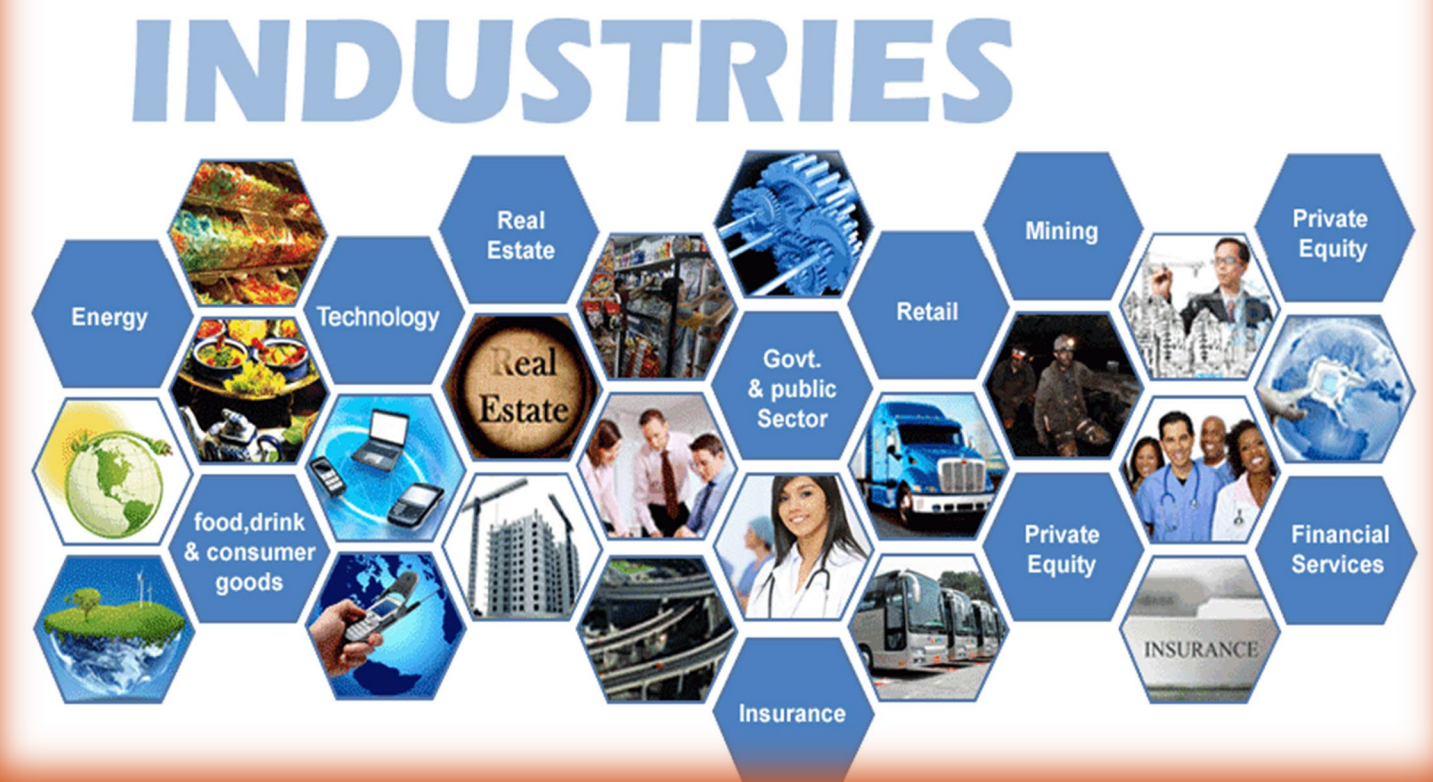 INDUSTRIES
Energy
Technology
Real
Estate
Real
Estate
Govt.
& public
Sector
Retail
Mining
Private
Equity
food,drink
& consumer
goods
Private
Equity
Financial
Services
INSURANCE
Insurance